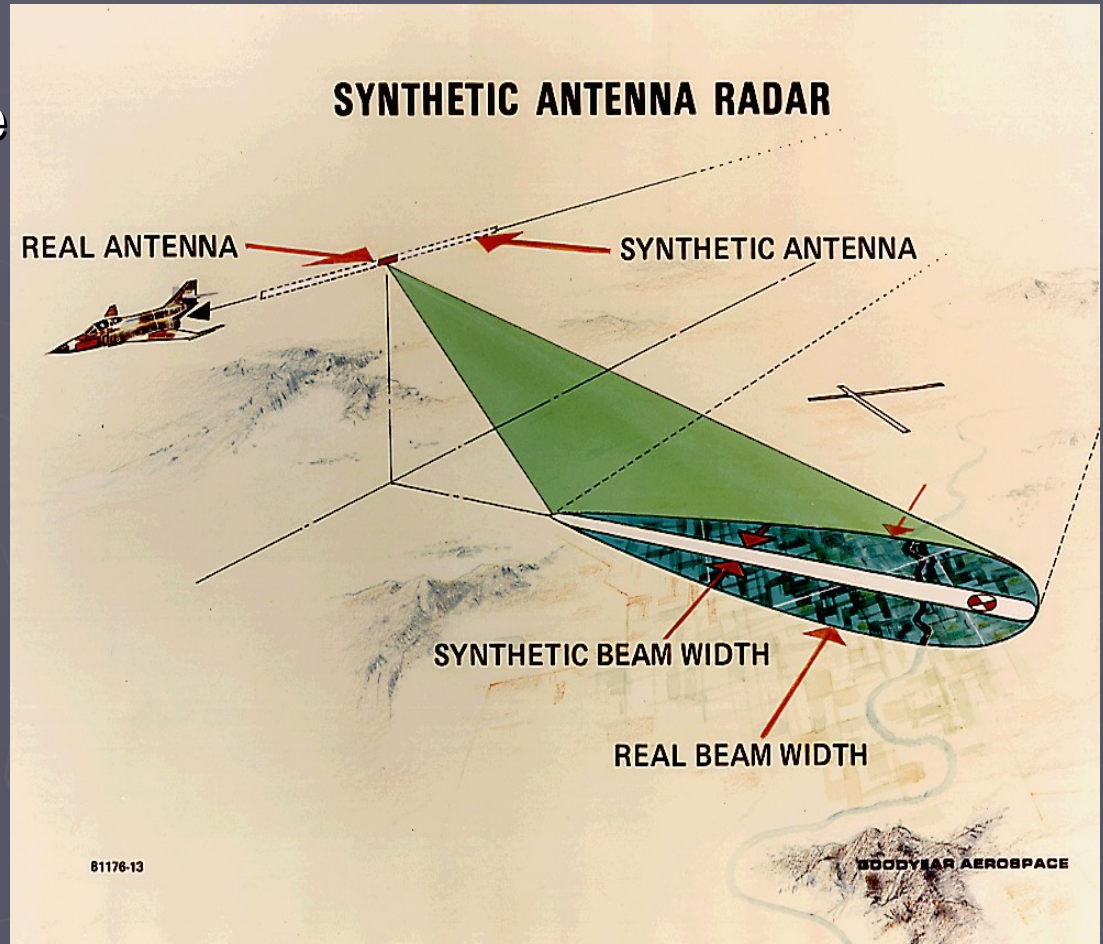 e
SYNTHETIC ANTENNA RADAR
REAL ANTENNA
SYNTHETIC ANTENNA
SYNTHETIC BEAM WIDTH
REAL BEAM WIDTH
81176-13
GOODYEAR AEROSPACE